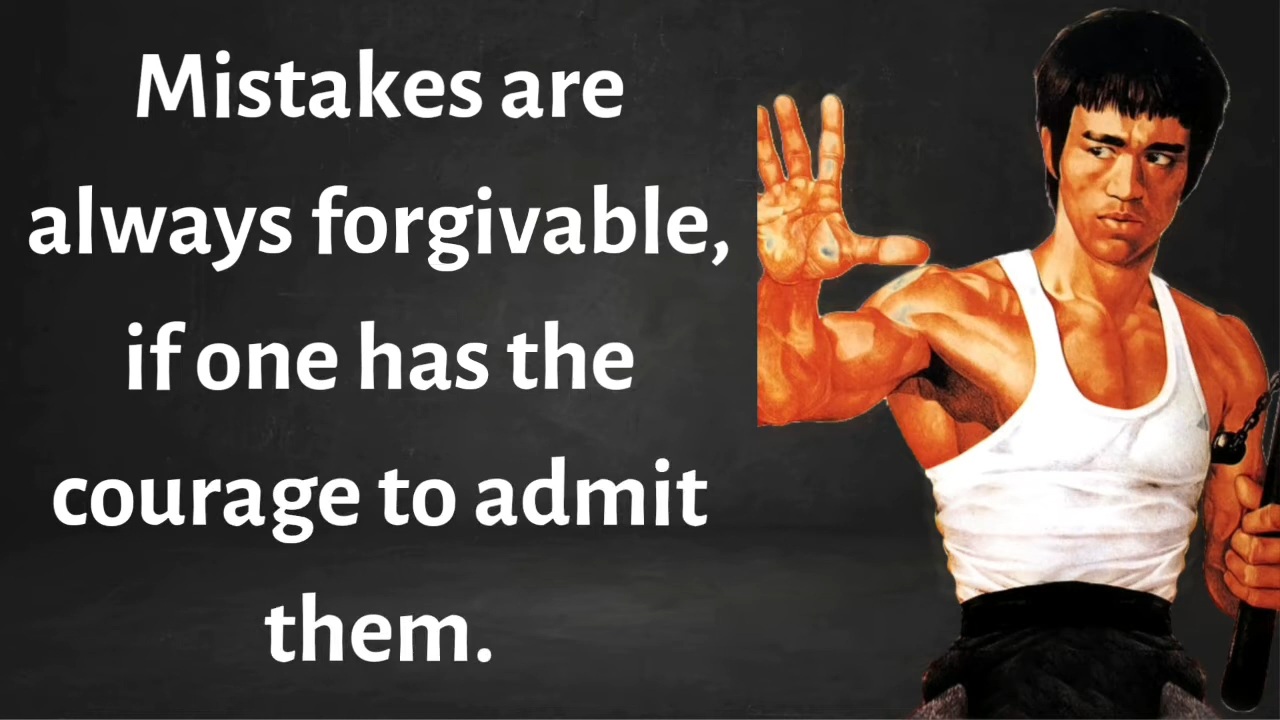 Mistakes are
always forgivable,
if one has the
courage to admit
them.